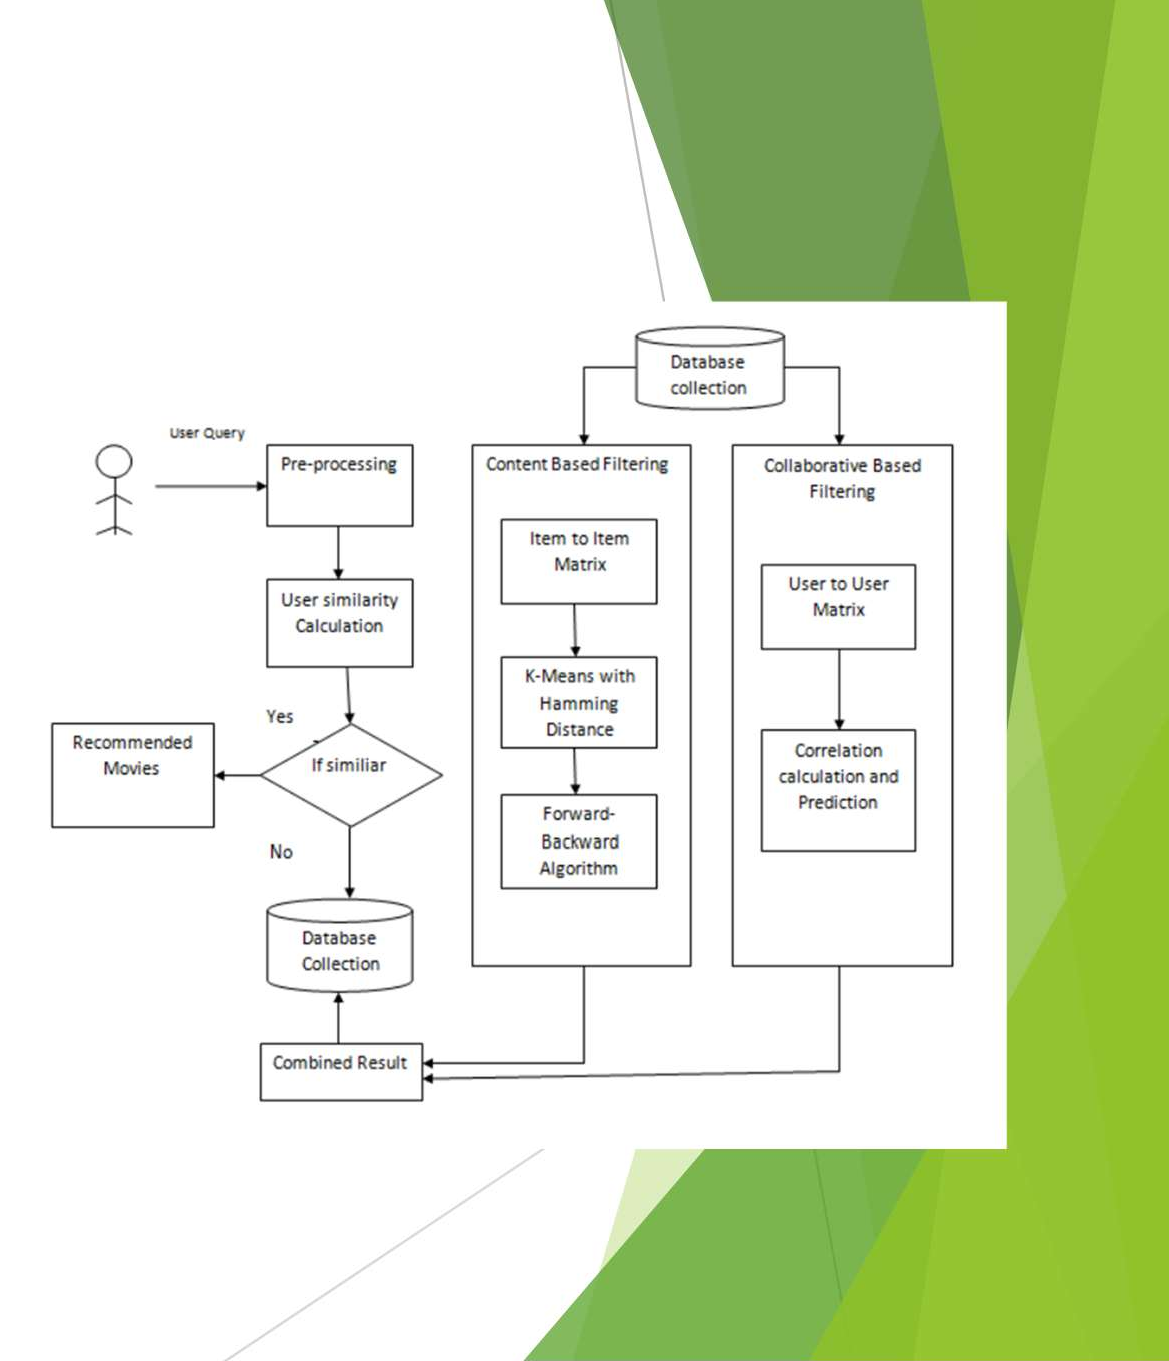 Database
collection
User Query
Pre-processing
User similarity
Calculation
Yes
If similiar
Recommended
Movies
No
Database
Collection
Combined Result
Content Based Filtering
Item to Item
Matrix
K-Means with
Hamming
Distance
Forward-
Backward
Algorithm
Collaborative Based
Filtering
User to User
Matrix
Correlation
calculation and
Prediction